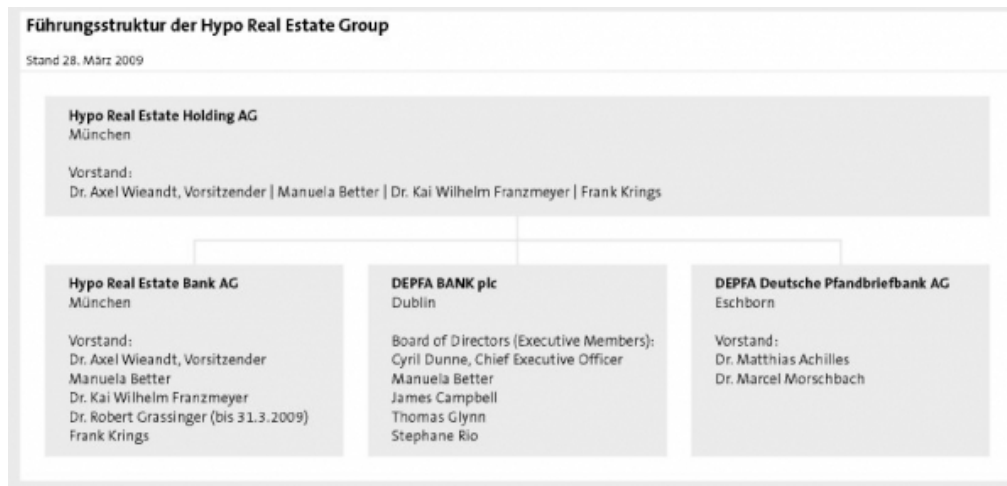 Führungsstruktur der Hypo Real Estate Group
Stand 28. März 2009
Hypo Real Estate Holding AG
München
Vorstand:
Dr. Axel Wieandt, Vorsitzender | Manuela Better | Dr. Kai Wilhelm Franzmeyer | Frank Krings
Hypo Real Estate Bank AG
München
Vorstand:
Dr. Axel Wieandt, Vorsitzender
Manuela Better
Dr. Kai Wilhelm Franzmeyer
Dr. Robert Grassinger (bis 31.3.2009)
Frank Krings
DEPFA BANK plc
Dublin
Board of Directors (Executive Members):
Cyril Dunne, Chief Executive Officer
Manuela Better
James Campbell
Thomas Glynn
Stephane Rio
DEPFA Deutsche Pfandbriefbank AG
Eschborn
Vorstand:
Dr. Matthias Achilles
Dr. Marcel Morschbach